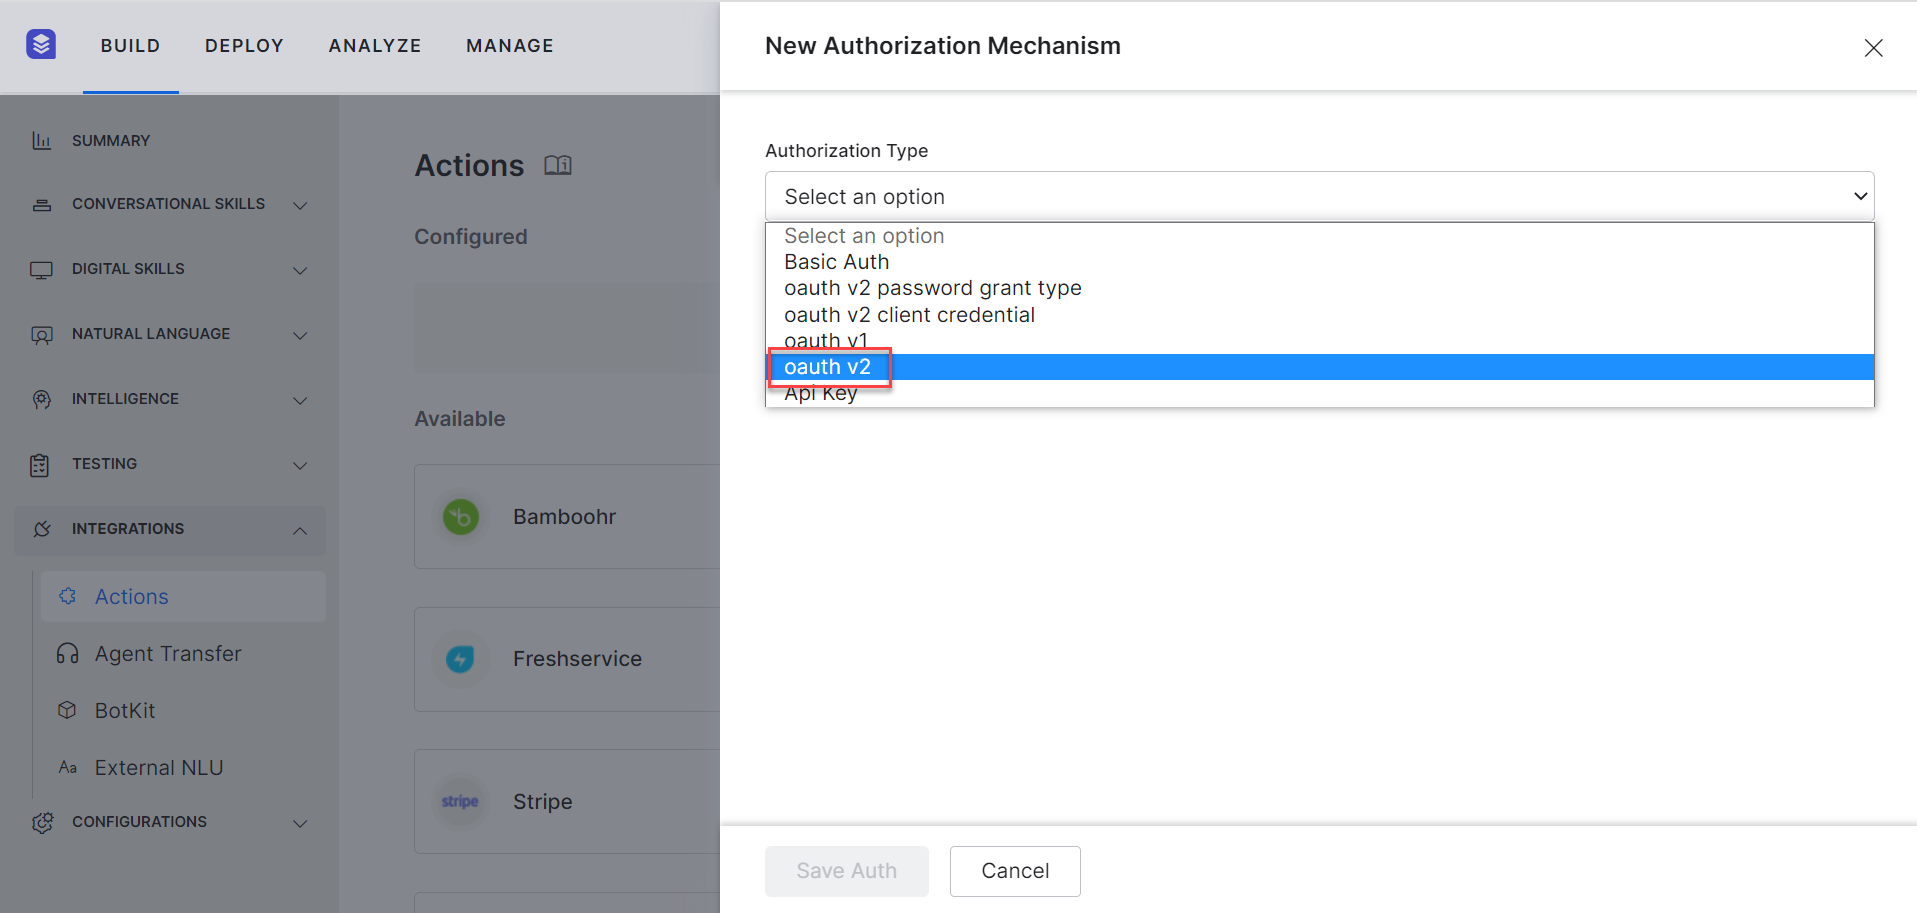 BUILD DEPLOY ANALYZE MANAGE
SUMMARY
CONVERSATIONAL SKILLS
DIGITAL SKILLS
NATURAL LANGUAGE
INTELLIGENCE
TESTING
INTEGRATIONS
Actions
Agent Transfer
BotKit
Aa External NLU
CONFIGURATIONS
Actions
Configured
Available
Bamboohr
Freshservice
stripe Stripe
New Authorization Mechanism
Authorization Type
Select an option
Select an option
Basic Auth
oauth v2 password grant type
oauth v2 client credential
oauth v1
oauth v2
Api Key
Save Auth Cancel